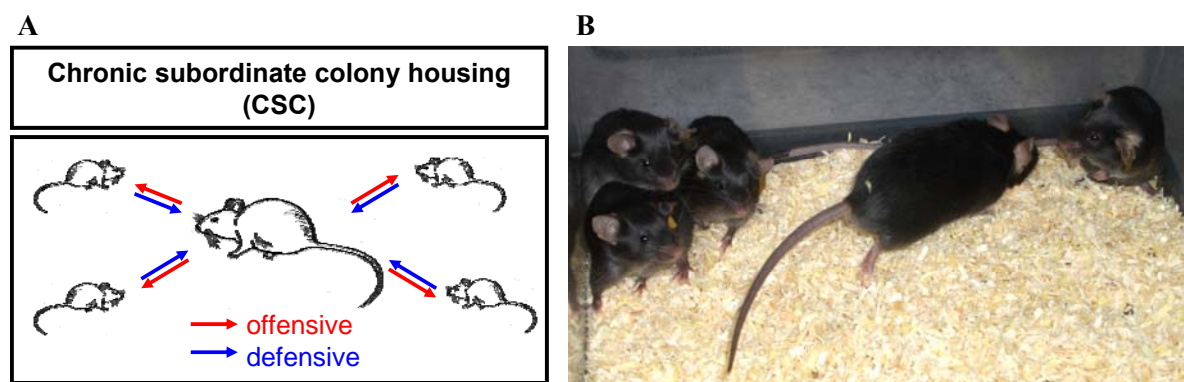 A
B
Chronic subordinate colony housing
(CSC)
offensive
defensive